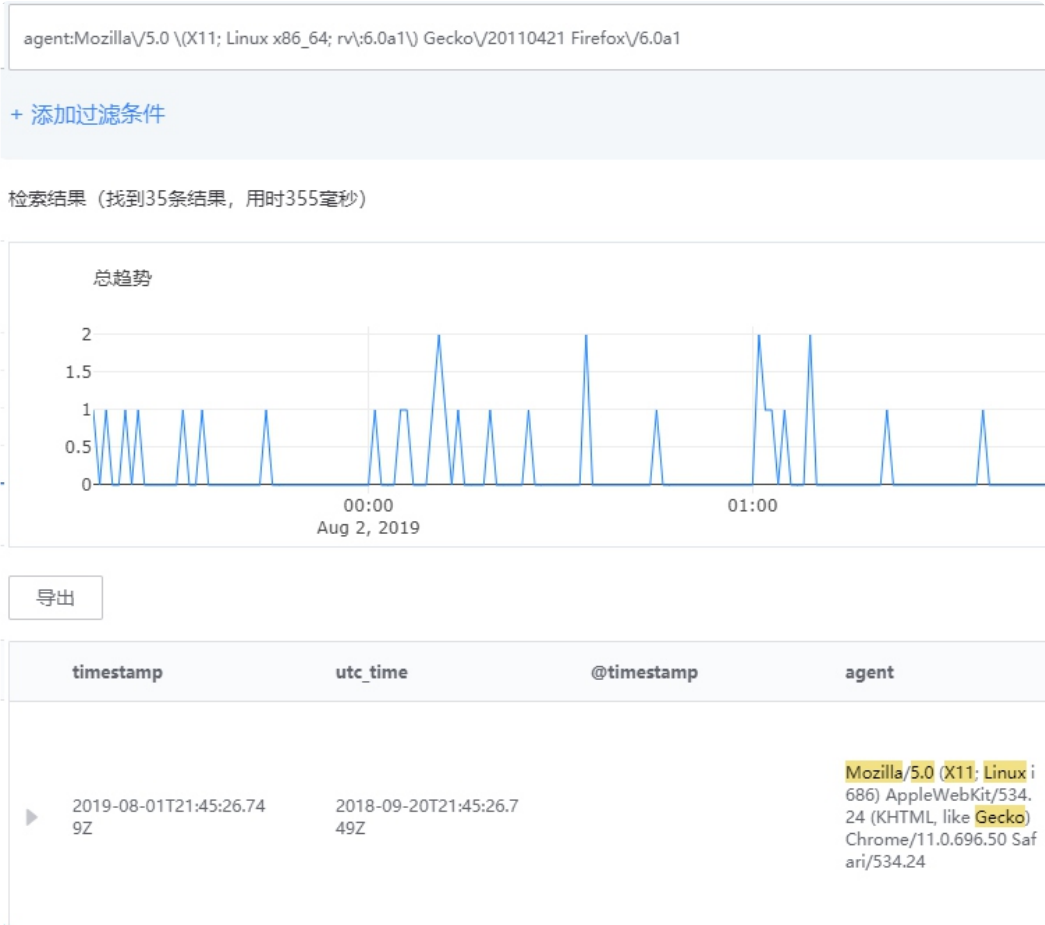 agent:Mozilla\/5.0 \(X11; Linux x86_64; rv\:6.0a1\) Gecko\/20110421 Firefox\/6.0a1
+ 添加过滤条件
检索结果（找到35条结果，用时355毫秒）
总趋势
2
1.5
1
0.5
0
00:00
01:00
Aug 2, 2019
导出
timestamp
utc_time
@timestamp
agent
2019-08-01T21:45:26.74
9Z
2018-09-20T21:45:26.7
49Z
Mozilla/5.0 (X11; Linux i
686) AppleWebKit/534.
24 (KHTML, like Gecko)
Chrome/11.0.696.50 Saf
ari/534.24